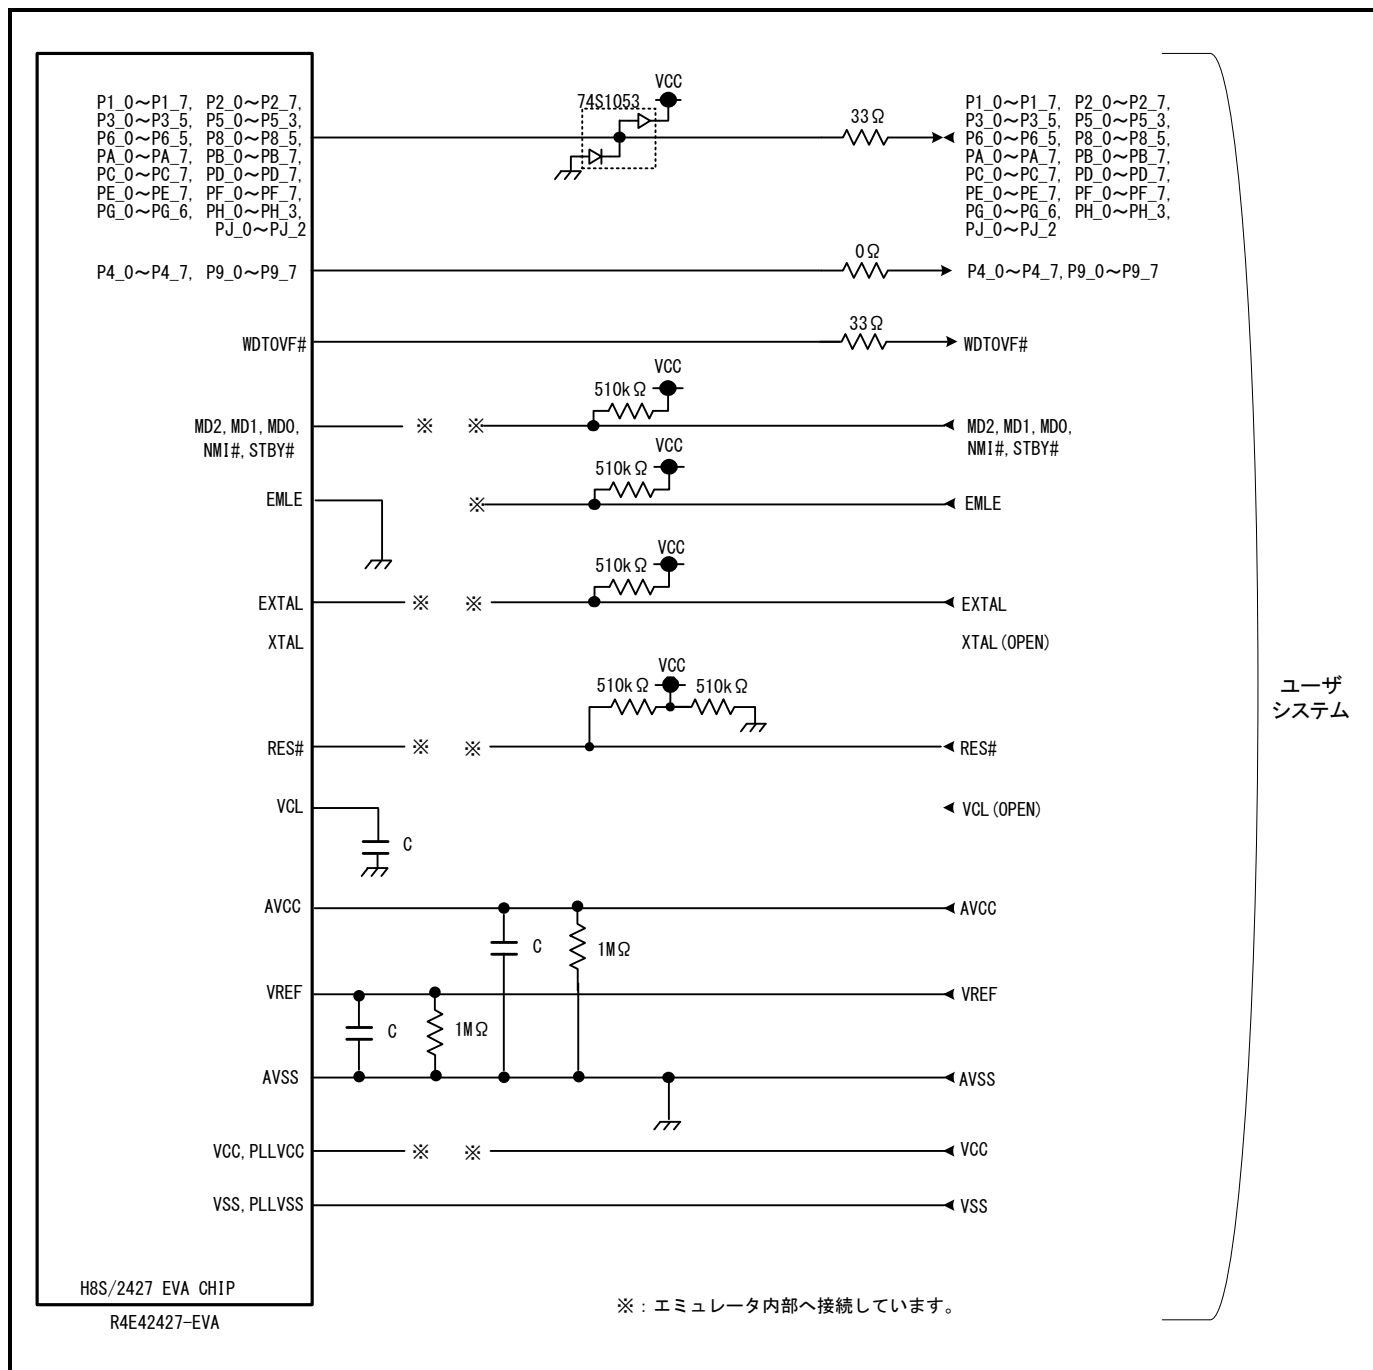 VCC
74S1053
33Ω
P1_0～P1_7, P2_0～P2_7,
P3_0～P3_5, P5_0～P5_3,
P6_0～P6_5, P8_0～P8_5,
PA_0～PA_7, PB_0～PB_7,
PC_0～PC_7, PD_0～PD_7,
PE_0～PE_7, PF_0～PF_7,
PG_0～PG_6, PH_0～PH_3,
PJ_0～PJ_2
P1_0～P1_7, P2_0～P2_7,
P3_0～P3_5, P5_0～P5_3,
P6_0～P6_5, P8_0～P8_5,
PA_0～PA_7, PB_0～PB_7,
PC_0～PC_7, PD_0～PD_7,
PE_0～PE_7, PF_0～PF_7,
PG_0～PG_6, PH_0～PH_3,
PJ_0～PJ_2
0Ω
P4_0～P4_7, P9_0～P9_7
P4_0～P4_7, P9_0～P9_7
33Ω
WDTOVF#
WDTOVF#
VCC
510kΩ
MD2, MD1, MD0,
NMI#, STBY#
※ ※
MD2, MD1, MD0,
NMI#, STBY#
VCC
510kΩ
EMLE
※
EMLE
VCC
510kΩ
EXTAL
※ ※
EXTAL
XTAL
XTAL(OPEN)
VCC
510kΩ
510kΩ
ユーザ
システム
RES#
※ ※
RES#
VCL
VCL(OPEN)
C
AVCC
AVCC
C
1MΩ
VREF
VREF
C
1MΩ
AVSS
AVSS
VCC, PLLVCC
※ ※
VCC
VSS, PLLVSS
VSS
H8S/2427 EVA CHIP
※：エミュレータ内部へ接続しています。
R4E42427-EVA